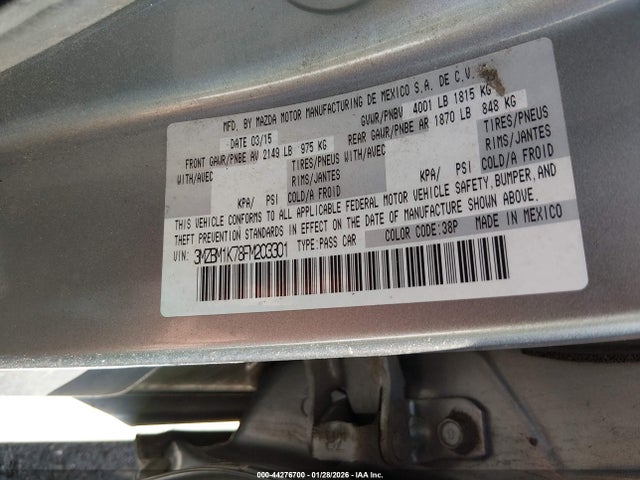 MFD. BY MAZDA MOTOR MANUFACTURING DE MEXICO S.A. DE C.V.
DATE 03/15 GVWR/PNBV 4001 LB 1815 KG
FRONT GAWR/PNBE AV 2149 LB 975 KG REAR GAWR/PNBE AR 1870 LB 848 KG
WITH/AVEC TIRES/PNEUS WITH/AVEC TIRES/PNEUS
RIMS/JANTES RIMS/JANTES
KPA/ PSI COLD/A FROID KPA/ PSI COLD/A FROID
THIS VEHICLE CONFORMS TO ALL APPLICABLE FEDERAL MOTOR VEHICLE SAFETY, BUMPER, AND
THEFT PREVENTION STANDARDS IN EFFECT ON THE DATE OF MANUFACTURE SHOWN ABOVE.
VIN: 3MZBM1K78FM203301 TYPE:PASS CAR COLOR CODE:38P MADE IN MEXICO
000-44276700 - 01/28/2026 - IAA Inc.